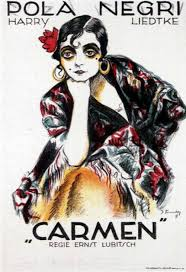 POLA NEGRI
HARRY LIEDTKE
"CARMEN"
REGIE ERNST LUBITSCH